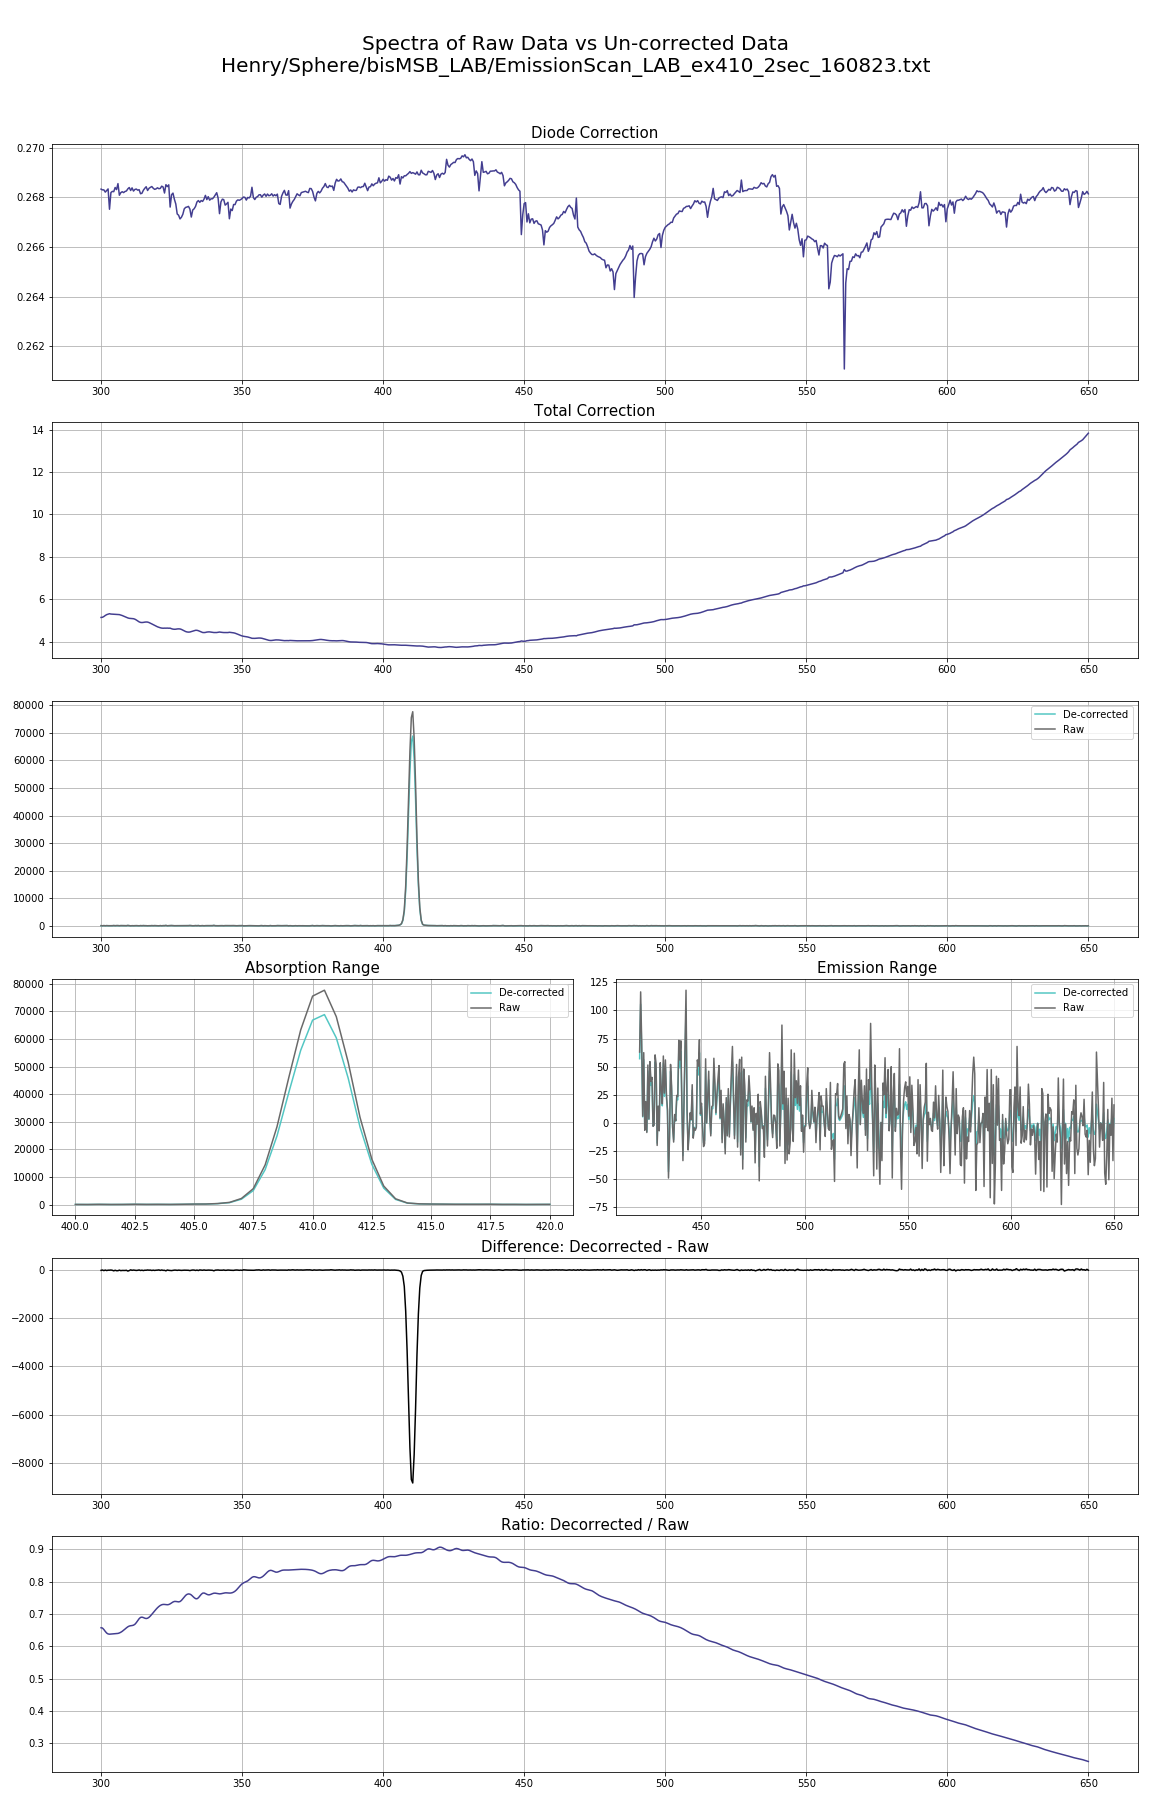 Spectra of Raw Data vs Un-corrected Data
Henry/Sphere/bisMSB_LAB/EmissionScan_LAB_ex410_2sec_160823.txt
Diode Correction
0.270
0.268
0.266
0.264
0.262
300 350 400 450 500 550 600 650
Total Correction
14
12
10
8
6
4
300 350 400 450 500 550 600 650
80000
70000
60000
50000
40000
30000
20000
10000
0
De-corrected
Raw
300 350 400 450 500 550 600 650
Absorption Range
80000
70000
60000
50000
40000
30000
20000
10000
0
De-corrected
Raw
400.0 402.5 405.0 407.5 410.0 412.5 415.0 417.5 420.0
Emission Range
125
100
75
50
25
0
−25
−50
−75
De-corrected
Raw
450 500 550 600 650
Difference: Decorrected - Raw
0
−2000
−4000
−6000
−8000
300 350 400 450 500 550 600 650
Ratio: Decorrected / Raw
0.9
0.8
0.7
0.6
0.5
0.4
0.3
300 350 400 450 500 550 600 650